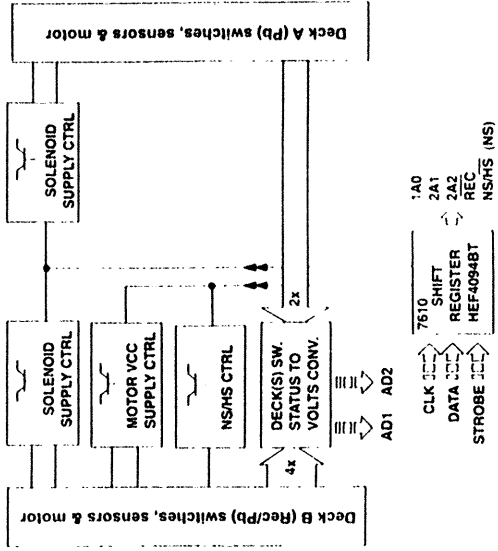 Deck A (Pb) switches, sensors & motor
SOLENOID
SUPPLY CTRL
SOLENOID
SUPPLY CTRL
MOTOR VCC
SUPPLY CTRL
NS/HS CTRL
DECK(S) SW.
STATUS TO
VOLTS CONV.
2x
4x
AD1
AD2
Deck B (Rec/Pb) switches, sensors & motor
CLK
DATA
STROBE
7610
SHIFT
REGISTER
HEF4094BT
1A0
2A1
2A2
REC
NS/HS (NS)